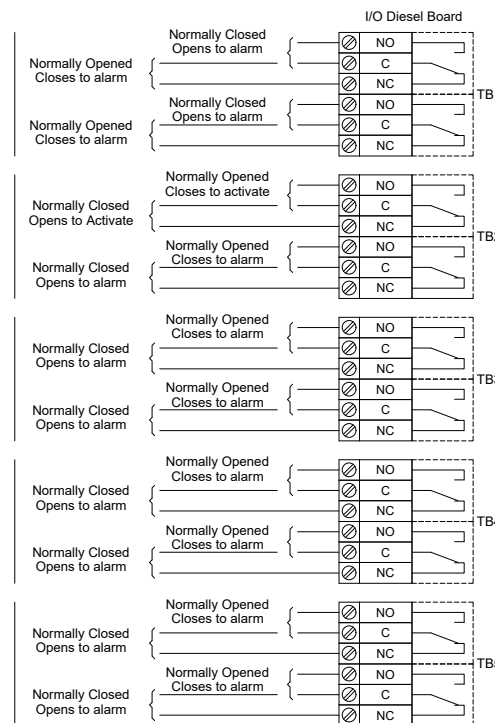 I/O Diesel Board
Normally Closed
Opens to alarm
NO
Normally Opened
Closes to alarm
C
NC
TB
Normally Closed
Opens to alarm
NO
Normally Opened
Closes to alarm
C
NC
Normally Opened
Closes to activate
NO
Normally Closed
Opens to Activate
C
NC
TB2
Normally Opened
Closes to alarm
NO
Normally Closed
Opens to alarm
C
NC
Normally Opened
Closes to alarm
NO
Normally Closed
Opens to alarm
C
NC
TB3
Normally Opened
Closes to alarm
NO
Normally Closed
Opens to alarm
C
NC
Normally Opened
Closes to alarm
NO
Normally Closed
Opens to alarm
C
NC
TB4
Normally Opened
Closes to alarm
NO
Normally Closed
Opens to alarm
C
NC
Normally Opened
Closes to alarm
NO
Normally Closed
Opens to alarm
C
NC
TB5
Normally Opened
Closes to alarm
NO
Normally Closed
Opens to alarm
C
NC